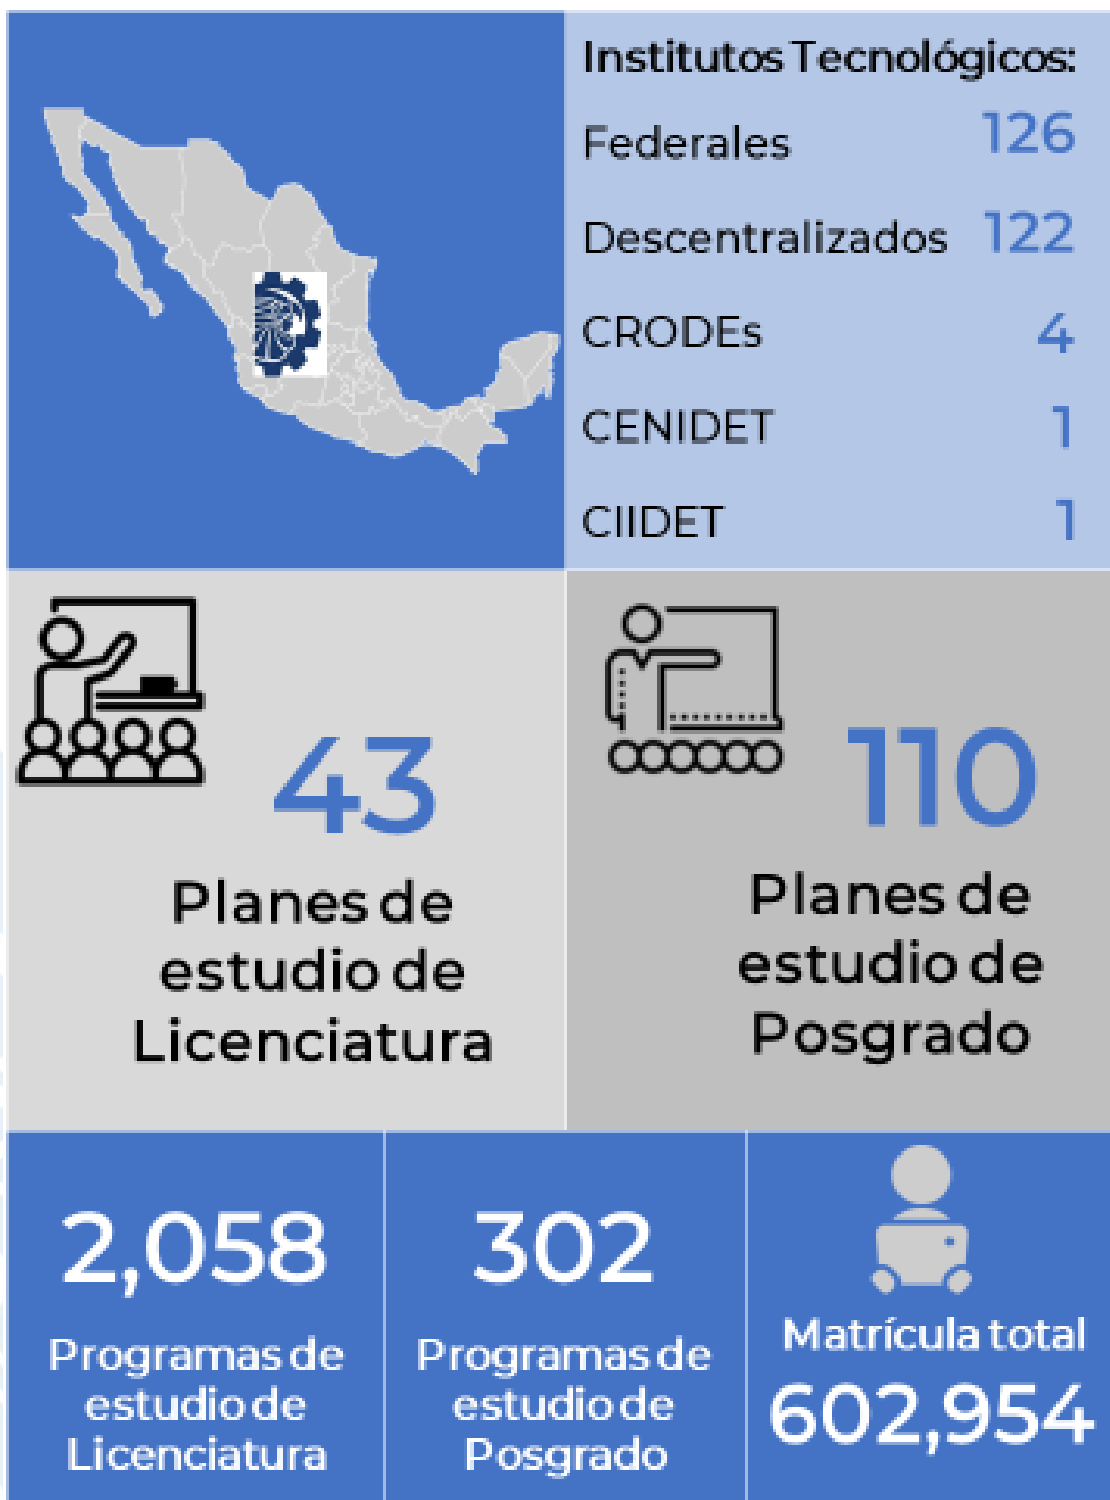 Institutos Tecnológicos:
Federales 126
Descentralizados 122
CRODEs 4
CENIDET 1
CIIDET 1
43
Planes de
estudio de
Licenciatura
110
Planes de
estudio de
Posgrado
2,058
Programas de
estudio de
Licenciatura
302
Programas de
estudio de
Posgrado
Matrícula total
602,954